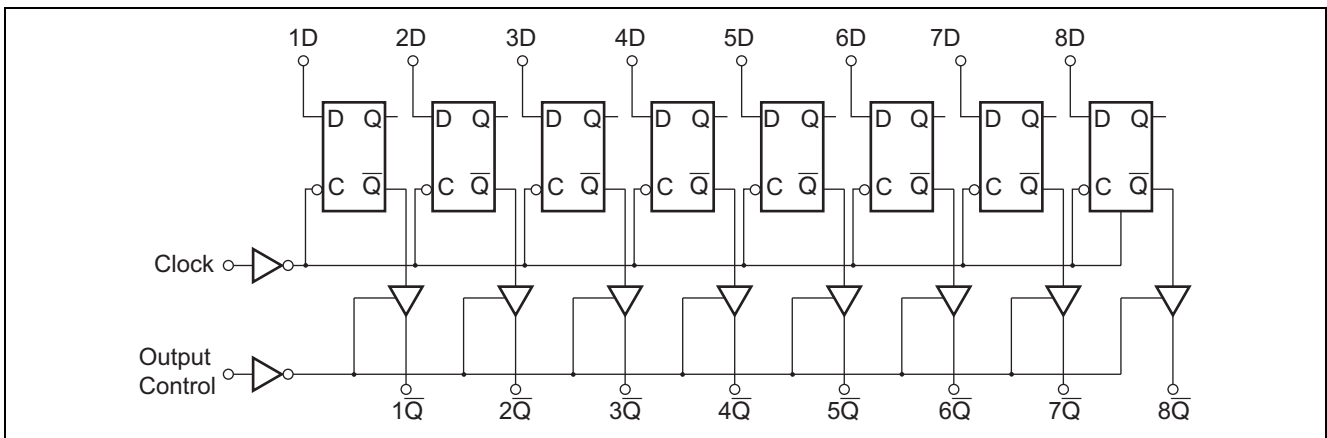 1D 2D 3D 4D 5D 6D 7D 8D
D Q D Q D Q D Q D Q D Q D Q D Q
C Q̅ C Q̅ C Q̅ C Q̅ C Q̅ C Q̅ C Q̅ C Q̅
Clock
Output
Control
1Q̅ 2Q̅ 3Q̅ 4Q̅ 5Q̅ 6Q̅ 7Q̅ 8Q̅